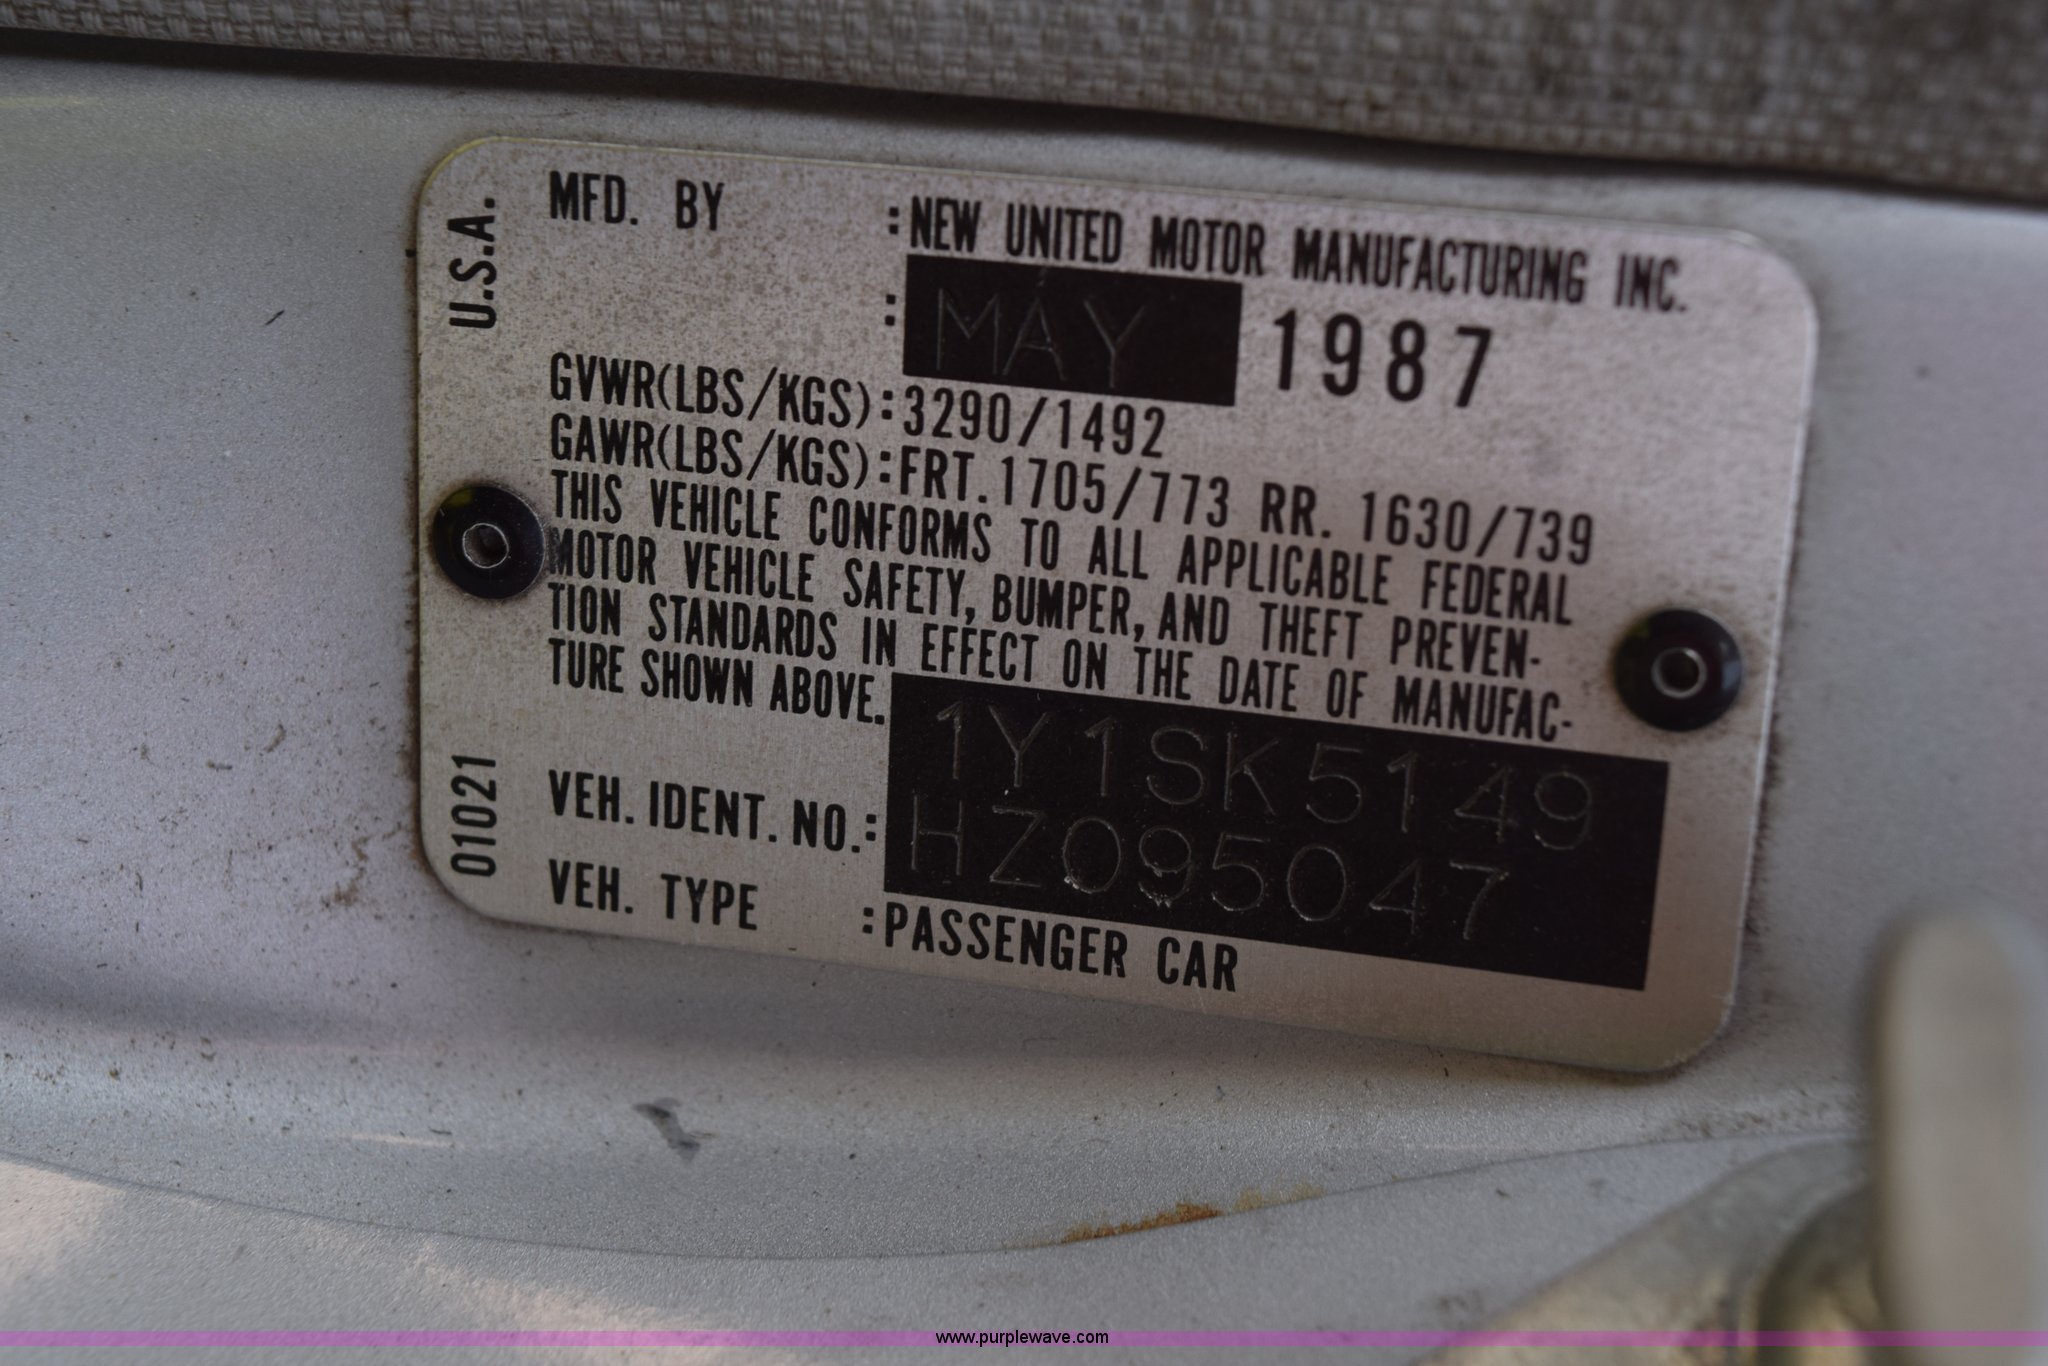 U.S.A.
MFD. BY :NEW UNITED MOTOR MANUFACTURING INC.
: MAY 1987
GVWR(LBS/KGS):3290/1492
GAWR(LBS/KGS):FRT.1705/773 RR. 1630/739
THIS VEHICLE CONFORMS TO ALL APPLICABLE FEDERAL
MOTOR VEHICLE SAFETY, BUMPER, AND THEFT PREVEN-
TION STANDARDS IN EFFECT ON THE DATE OF MANUFAC-
TURE SHOWN ABOVE.
VEH. IDENT. NO.: 1Y1SK5149
HZ095047
VEH. TYPE :PASSENGER CAR
01021
www.purplewave.com